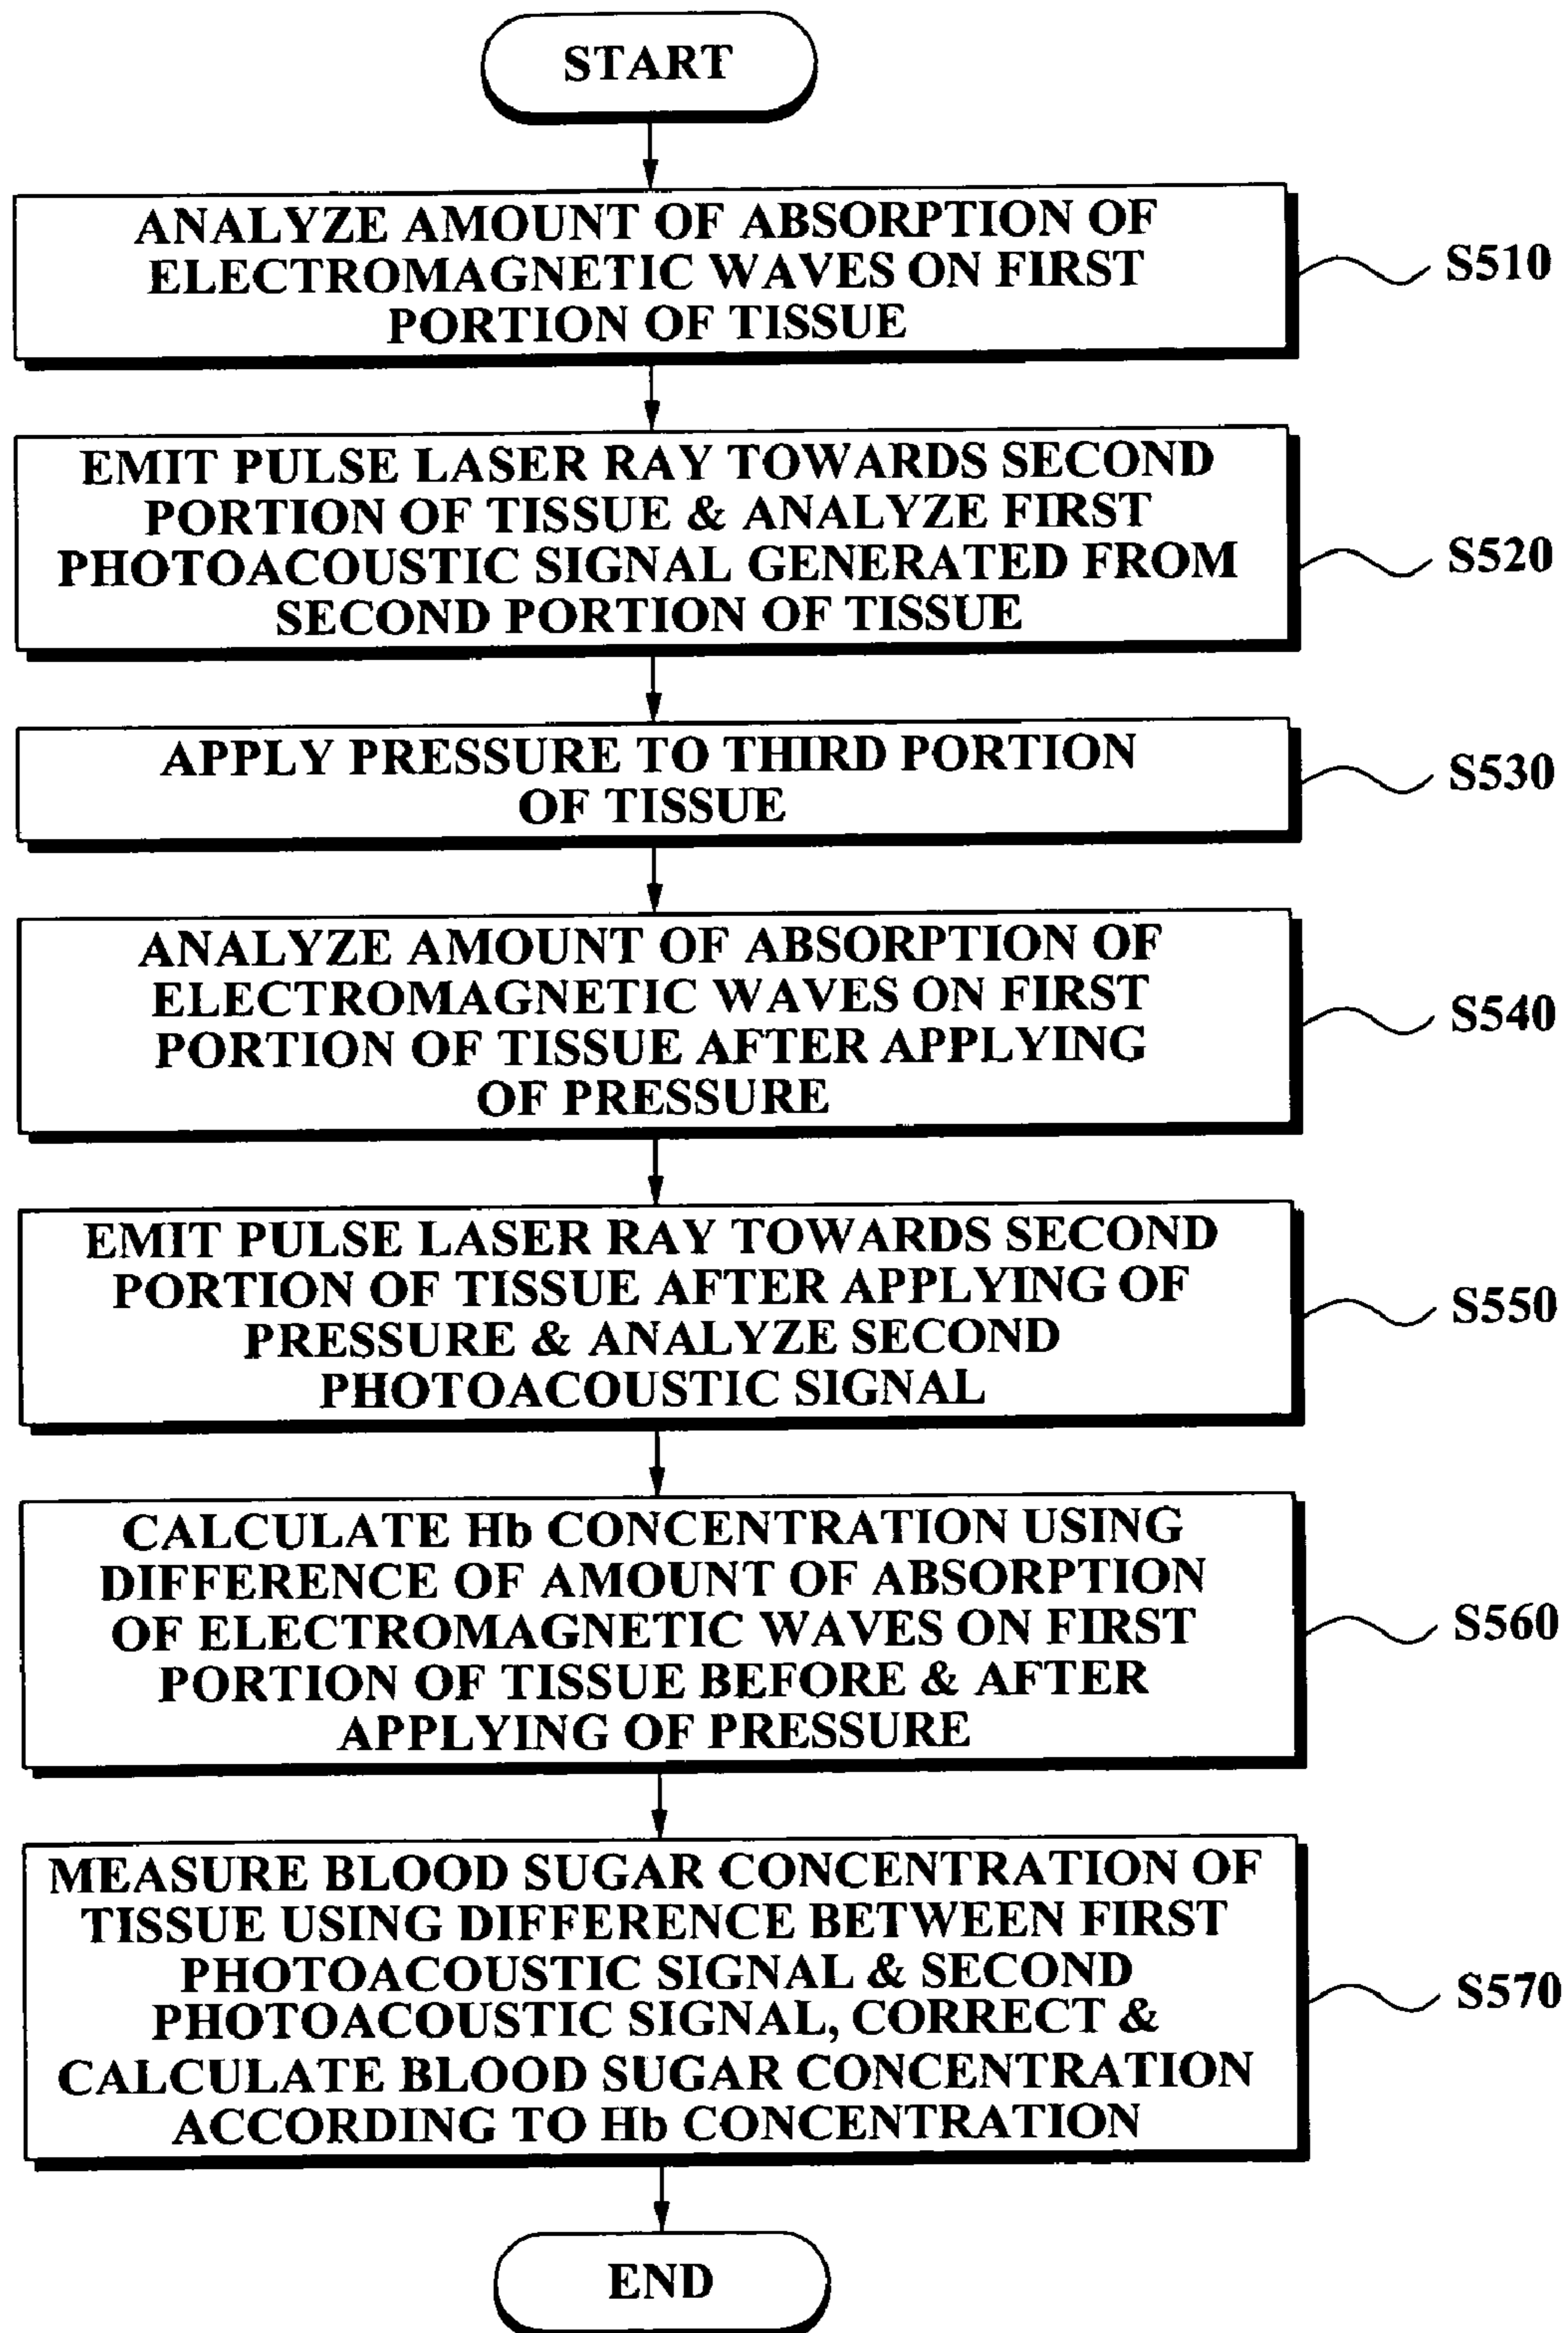 START
ANALYZE AMOUNT OF ABSORPTION OF
ELECTROMAGNETIC WAVES ON FIRST
PORTION OF TISSUE
S510
EMIT PULSE LASER RAY TOWARDS SECOND
PORTION OF TISSUE & ANALYZE FIRST
PHOTOACOUSTIC SIGNAL GENERATED FROM
SECOND PORTION OF TISSUE
S520
APPLY PRESSURE TO THIRD PORTION
OF TISSUE
S530
ANALYZE AMOUNT OF ABSORPTION OF
ELECTROMAGNETIC WAVES ON FIRST
PORTION OF TISSUE AFTER APPLYING
OF PRESSURE
S540
EMIT PULSE LASER RAY TOWARDS SECOND
PORTION OF TISSUE AFTER APPLYING OF
PRESSURE & ANALYZE SECOND
PHOTOACOUSTIC SIGNAL
S550
CALCULATE Hb CONCENTRATION USING
DIFFERENCE OF AMOUNT OF ABSORPTION
OF ELECTROMAGNETIC WAVES ON FIRST
PORTION OF TISSUE BEFORE & AFTER
APPLYING OF PRESSURE
S560
MEASURE BLOOD SUGAR CONCENTRATION OF
TISSUE USING DIFFERENCE BETWEEN FIRST
PHOTOACOUSTIC SIGNAL & SECOND
PHOTOACOUSTIC SIGNAL, CORRECT &
CALCULATE BLOOD SUGAR CONCENTRATION
ACCORDING TO Hb CONCENTRATION
S570
END